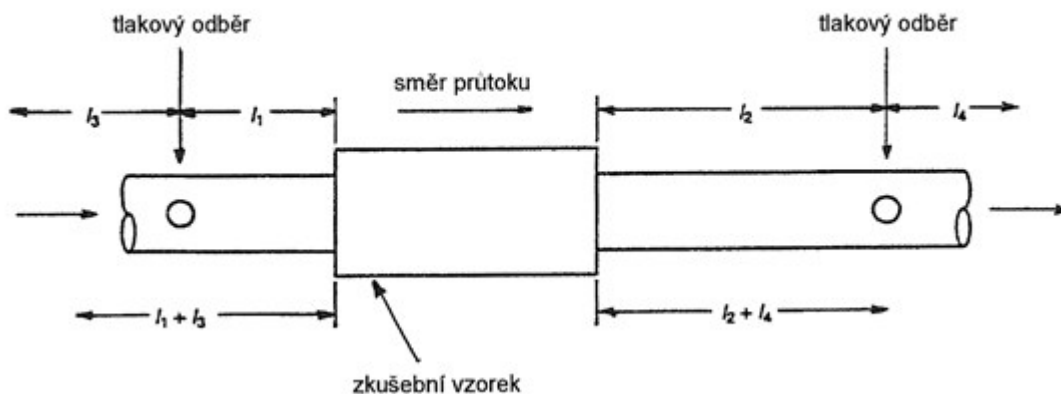 tlakový odběr
tlakový odběr
směr průtoku
l3
l1
l2
l4
l1 + l3
l2 + l4
zkušební vzorek